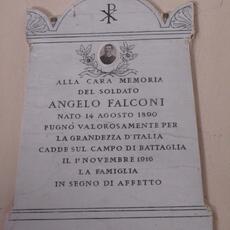 ALLA CARA MEMORIA
DEL SOLDATO
ANGELO FALCONI
NATO 14 AGOSTO 1890
PUGNÒ VALOROSAMENTE PER
LA GRANDEZZA D'ITALIA
CADDE SUL CAMPO DI BATTAGLIA
IL 1º NOVEMBRE 1916
LA FAMIGLIA
IN SEGNO DI AFFETTO